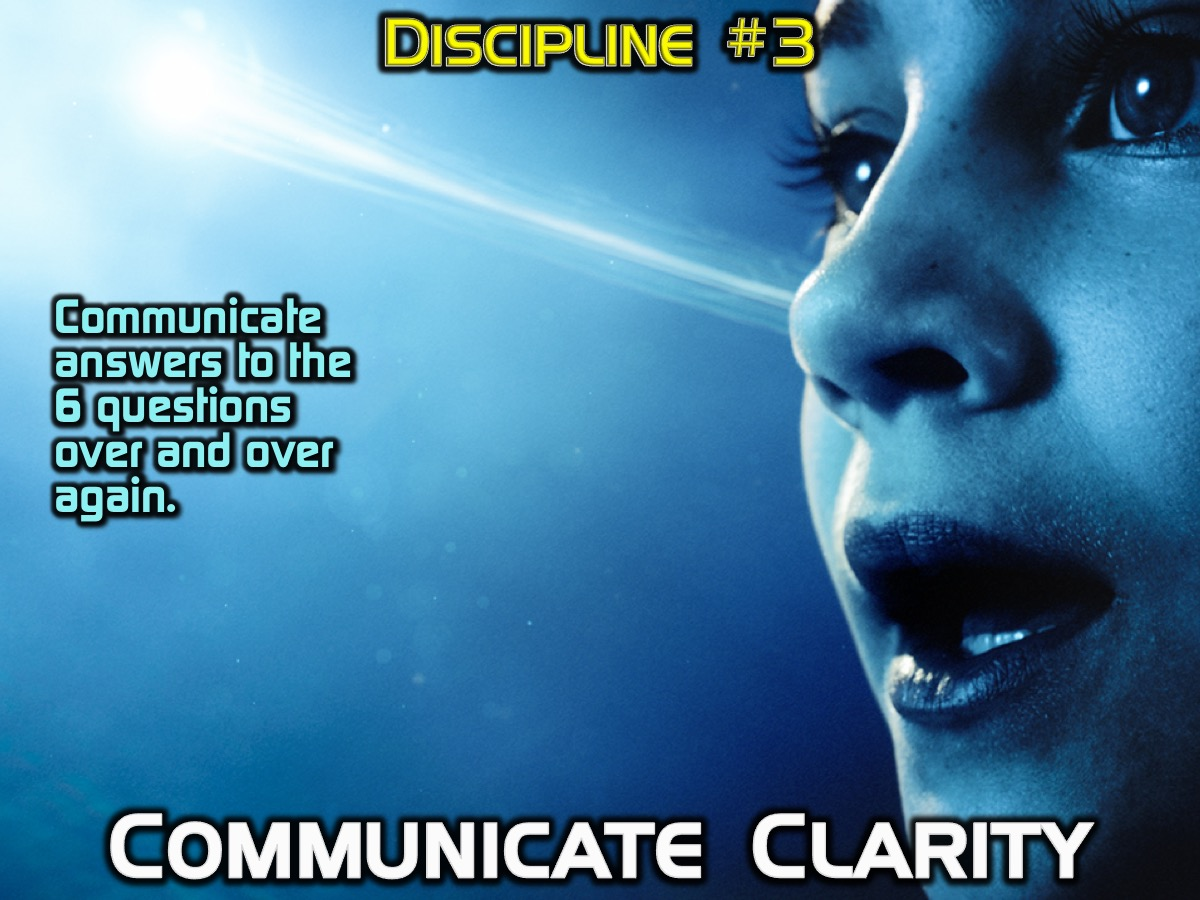 Discipline #3
Communicate
answers to the
6 questions
over and over
again.
Communicate Clarity